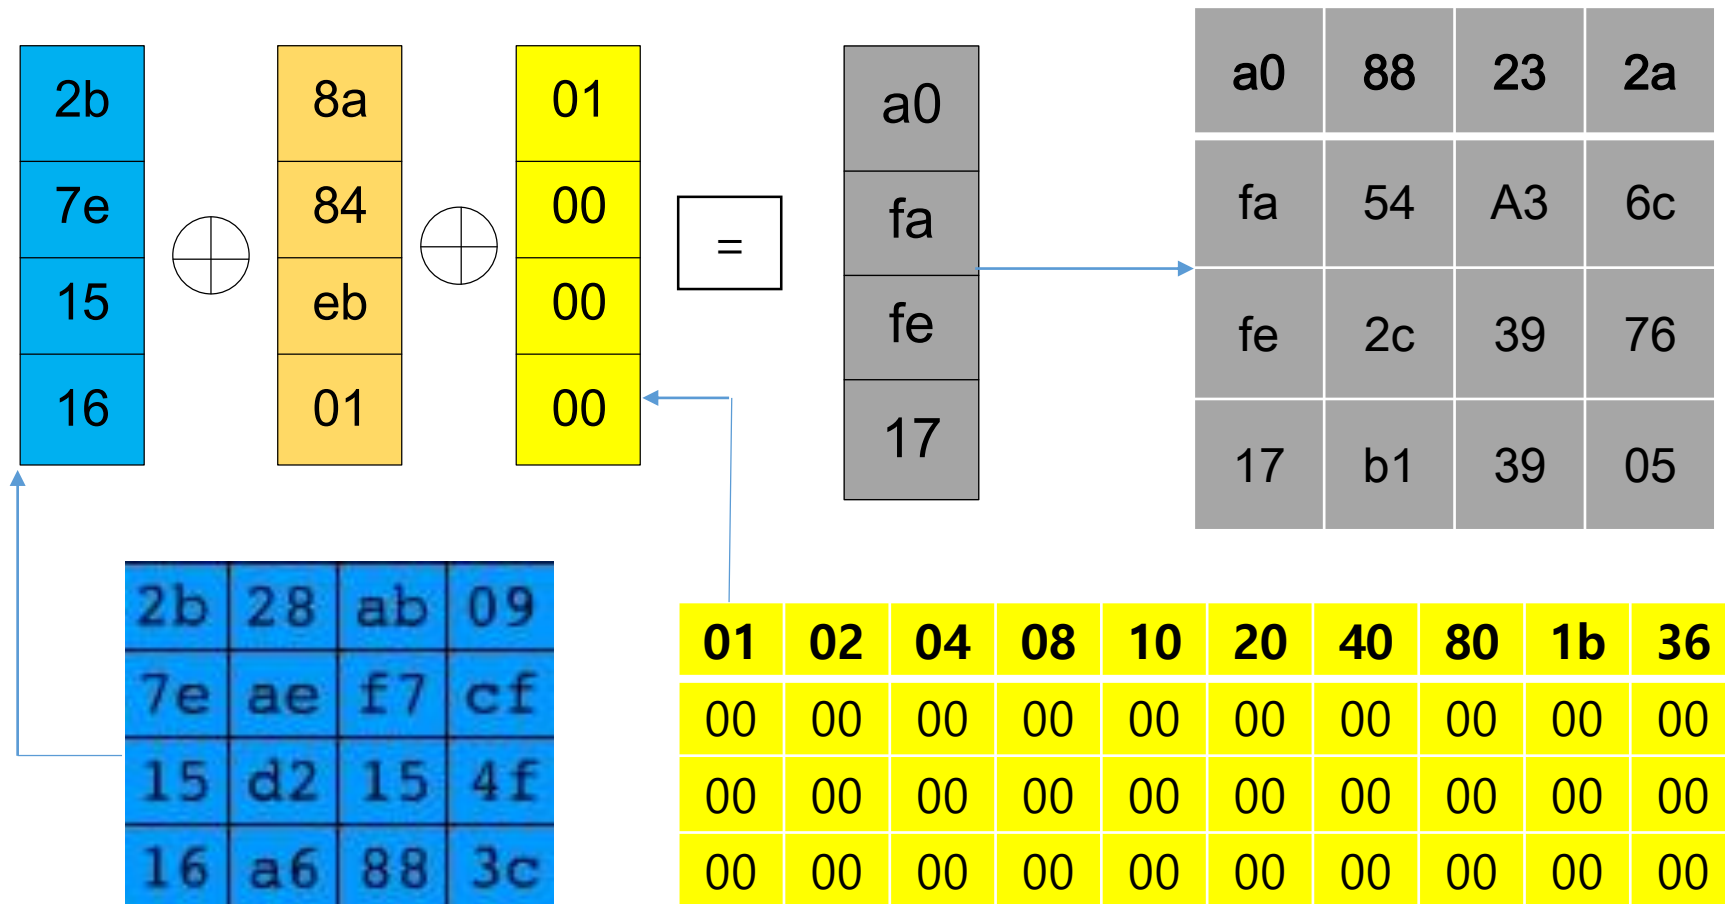 2b 8a 01 a0
7e 84 00 = fa
15 eb 00 fe
16 01 00 17
a0 88 23 2a
fa 54 A3 6c
fe 2c 39 76
17 b1 39 05
2b 28 ab 09
7e ae f7 cf
15 d2 15 4f
16 a6 88 3c
01 02 04 08 10 20 40 80 1b 36
00 00 00 00 00 00 00 00 00 00
00 00 00 00 00 00 00 00 00 00
00 00 00 00 00 00 00 00 00 00